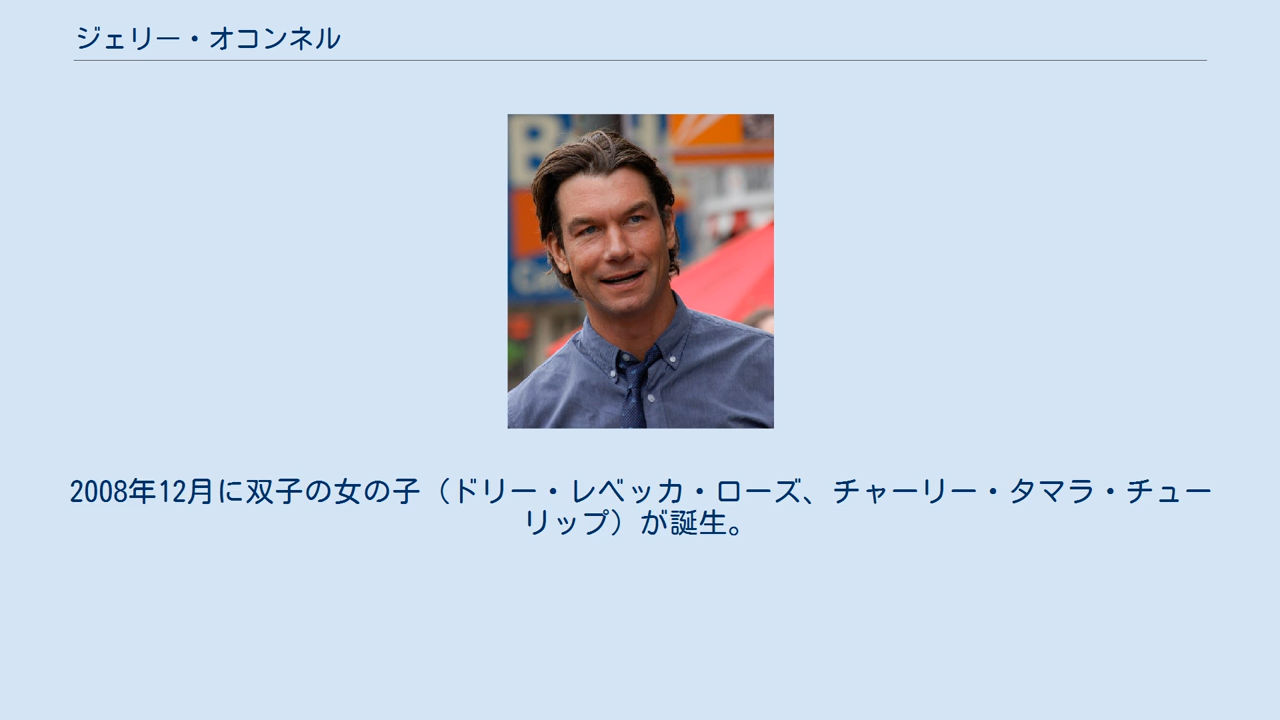 ジェリー・オコンネル
2008年12月に双子の女の子（ドリー・レベッカ・ローズ、チャーリー・タマラ・チュー
リップ）が誕生。